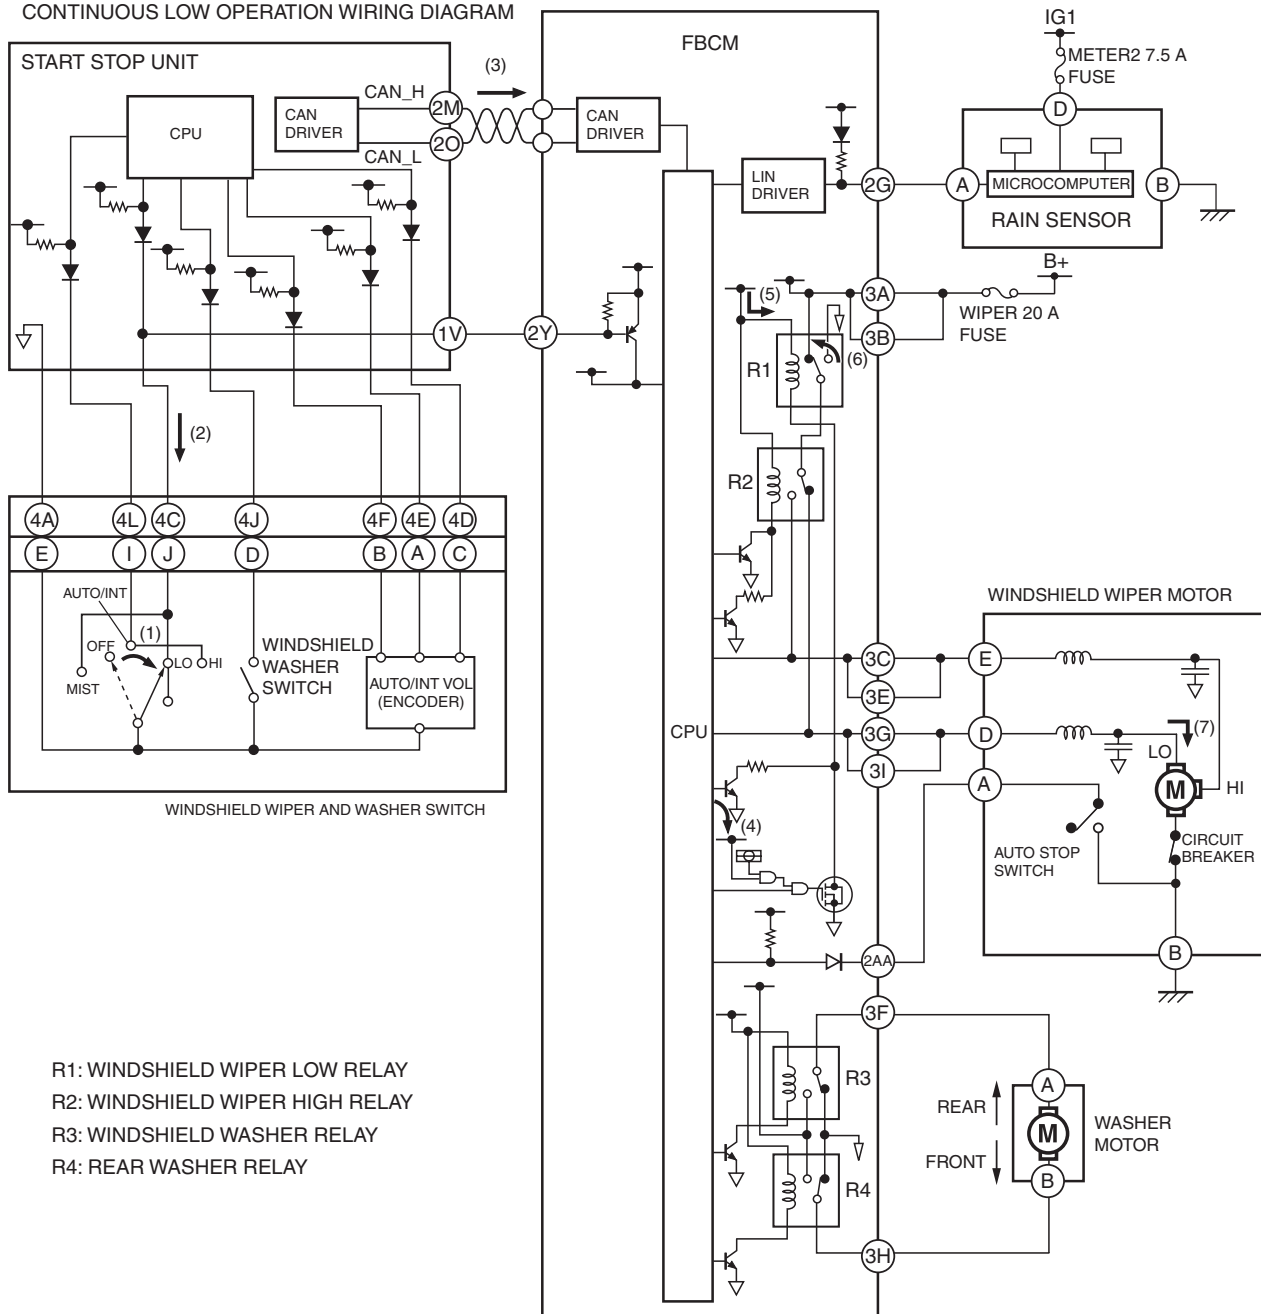 CONTINUOUS LOW OPERATION WIRING DIAGRAM
START STOP UNIT
CPU
CAN
DRIVER
CAN_H
CAN_L
2M
2O
(3)
FBCM
CAN
DRIVER
LIN
DRIVER
2G
IG1
METER2 7.5 A
FUSE
D
A
MICROCOMPUTER
B
RAIN SENSOR
B+
WIPER 20 A
FUSE
3A
3B
(5)
(6)
R1
R2
1V
2Y
(2)
4A
4L
4C
4J
4F
4E
4D
E
I
J
D
B
A
C
AUTO/INT
(1)
OFF
LO
HI
MIST
WINDSHIELD
WASHER
SWITCH
AUTO/INT VOL
(ENCODER)
WINDSHIELD WIPER AND WASHER SWITCH
CPU
3C
3E
3G
3I
(4)
2AA
3F
WINDSHIELD WIPER MOTOR
E
D
A
(7)
LO
M
HI
AUTO STOP
SWITCH
CIRCUIT
BREAKER
B
R3
R4
3H
REAR
FRONT
A
M
B
WASHER
MOTOR
R1: WINDSHIELD WIPER LOW RELAY
R2: WINDSHIELD WIPER HIGH RELAY
R3: WINDSHIELD WASHER RELAY
R4: REAR WASHER RELAY